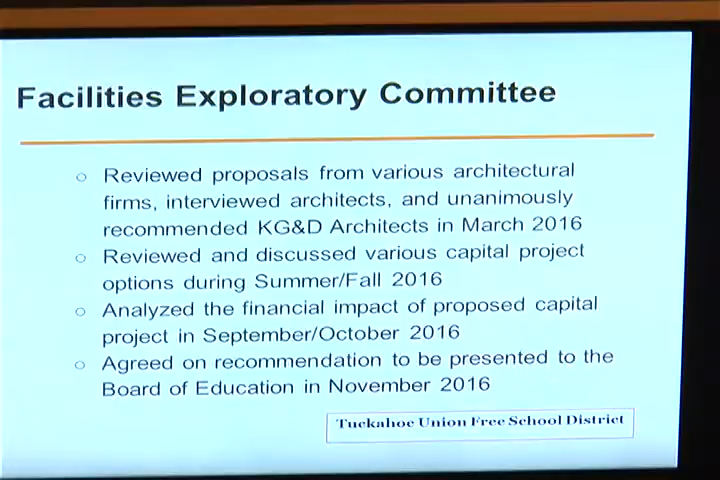 Facilities Exploratory Committee
○ Reviewed proposals from various architectural
firms, interviewed architects, and unanimously
recommended KG&D Architects in March 2016
○ Reviewed and discussed various capital project
options during Summer/Fall 2016
○ Analyzed the financial impact of proposed capital
project in September/October 2016
○ Agreed on recommendation to be presented to the
Board of Education in November 2016
Tuckahoe Union Free School District